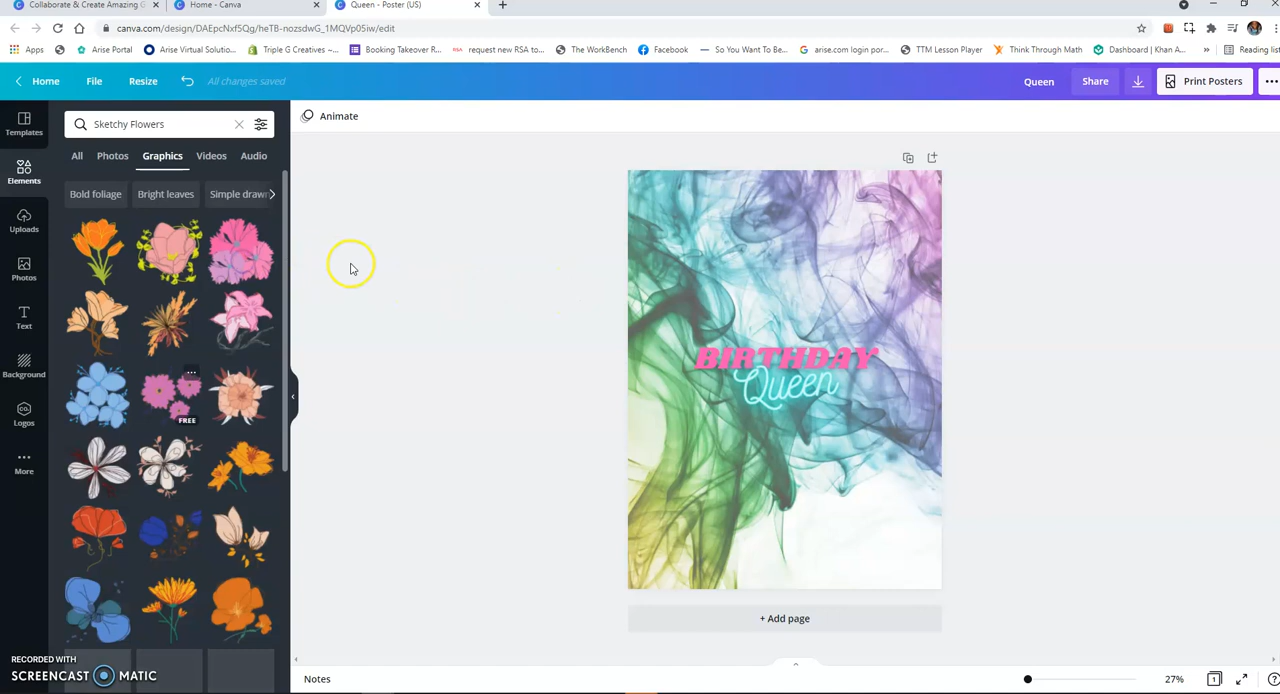 Collaborate & Create Amazing G
Home - Canva
Queen - Poster (US)
canva.com/design/DAEpcNxf5Qg/heTB-nozsdwG_1MQVp05iw/edit
Apps
Arise Portal
Arise Virtual Solutio...
Triple G Creatives –...
Booking Takeover R...
request new RSA to...
The WorkBench
Facebook
So You Want To Be...
arise.com login por...
TTM Lesson Player
Think Through Math
Dashboard | Khan A...
Reading list
Home
File
Resize
All changes saved
Queen
Share
Print Posters
Templates
Elements
Uploads
Photos
Text
Background
Logos
More
Sketchy Flowers
All
Photos
Graphics
Videos
Audio
Bold foliage
Bright leaves
Simple drawn
FREE
Animate
BIRTHDAY
Queen
+ Add page
RECORDED WITH
SCREENCAST MATIC
Notes
27%
1